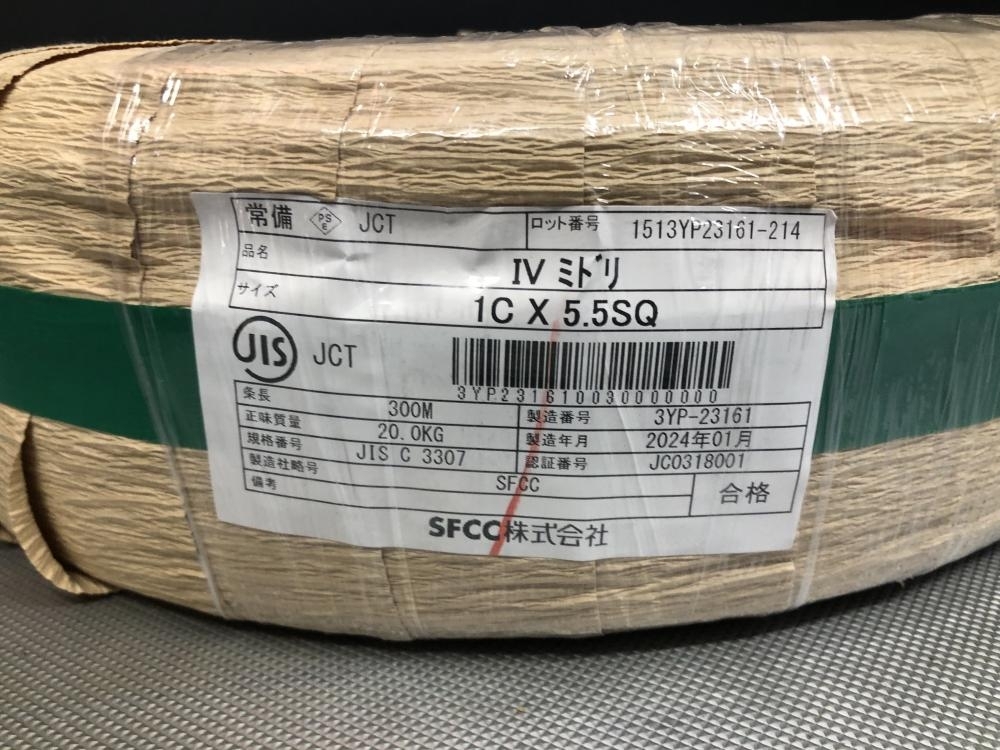 常備 PSE JCT ロット番号 1513YP23161-214
品名 IV ミドリ
サイズ 1C X 5.5SQ
JIS JCT
3YP2316100300000000
条長 300M 製造番号 3YP-23161
正味質量 20.0KG 製造年月 2024年01月
規格番号 JIS C 3307 認証番号 JC0318001
製造社略号 SFCC
備考 合格
SFCC株式会社